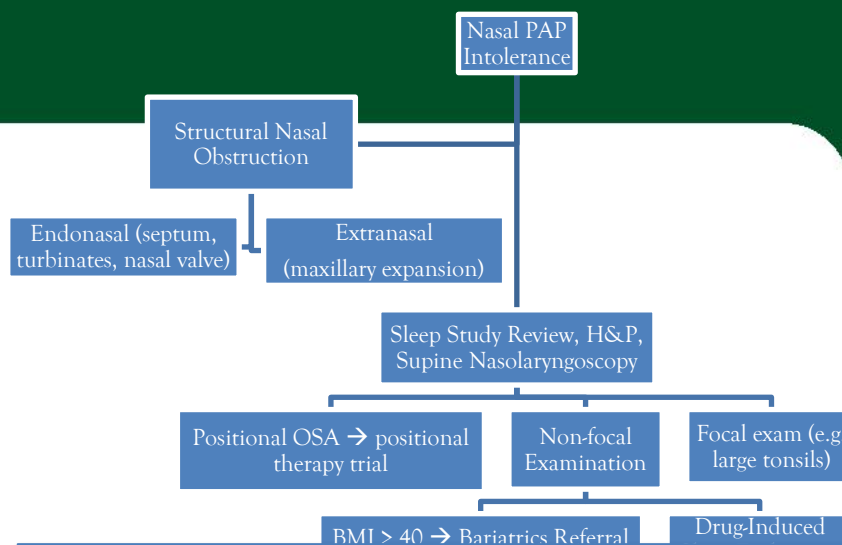 Nasal PAP
Intolerance
Structural Nasal
Obstruction
Endonasal (septum,
turbinates, nasal valve)
Extranasal
(maxillary expansion)
Sleep Study Review, H&P,
Supine Nasolaryngoscopy
Positional OSA → positional
therapy trial
Non-focal
Examination
Focal exam (e.g
large tonsils)
BMI > 40 → Bariatrics Referral
Drug-Induced